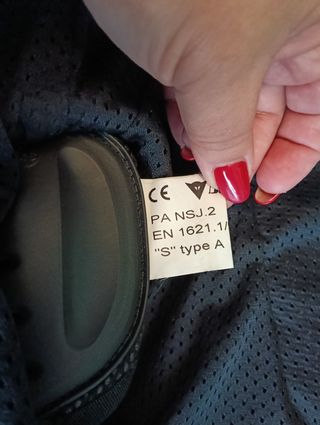 CE
PA NSJ.2
EN 1621.1/
"S" type A